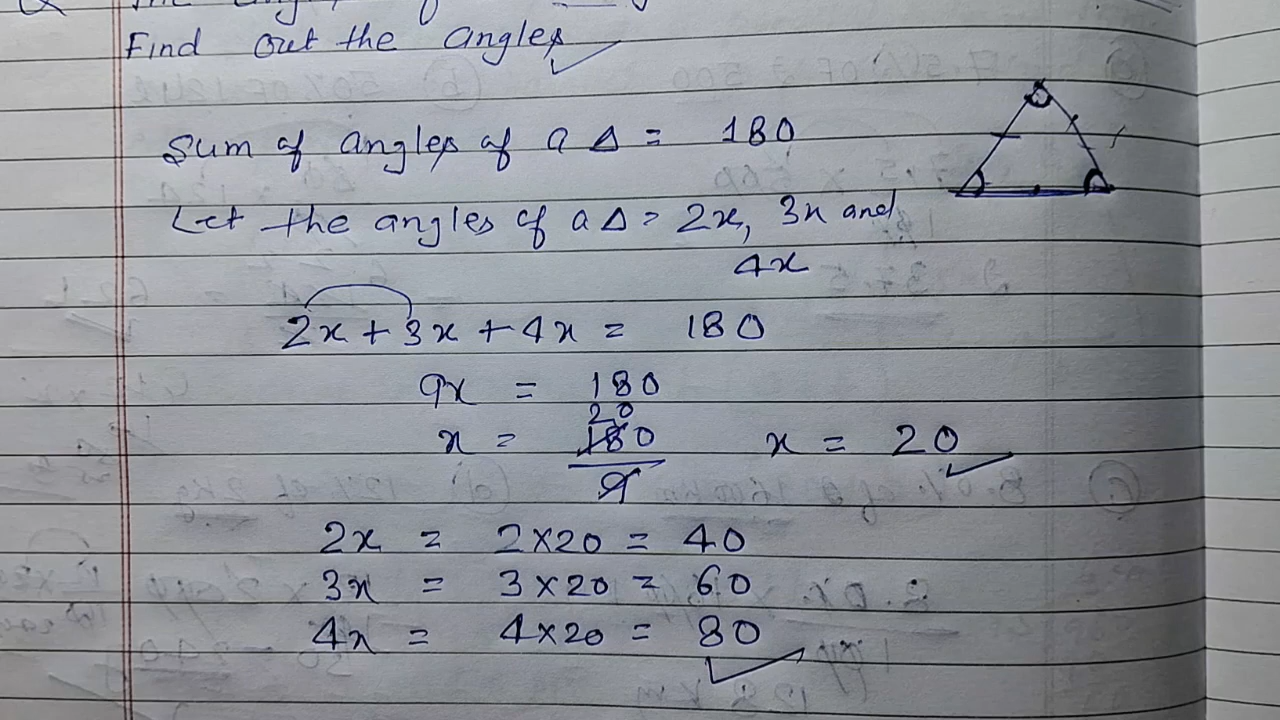 Find out the angles
Sum of angles of a Δ = 180
Let the angles of a Δ = 2x, 3x and
4x
2x + 3x + 4x = 180
9x = 180
20
x = 180 x = 20
9
2x = 2×20 = 40
3x = 3×20 = 60
4x = 4×20 = 80